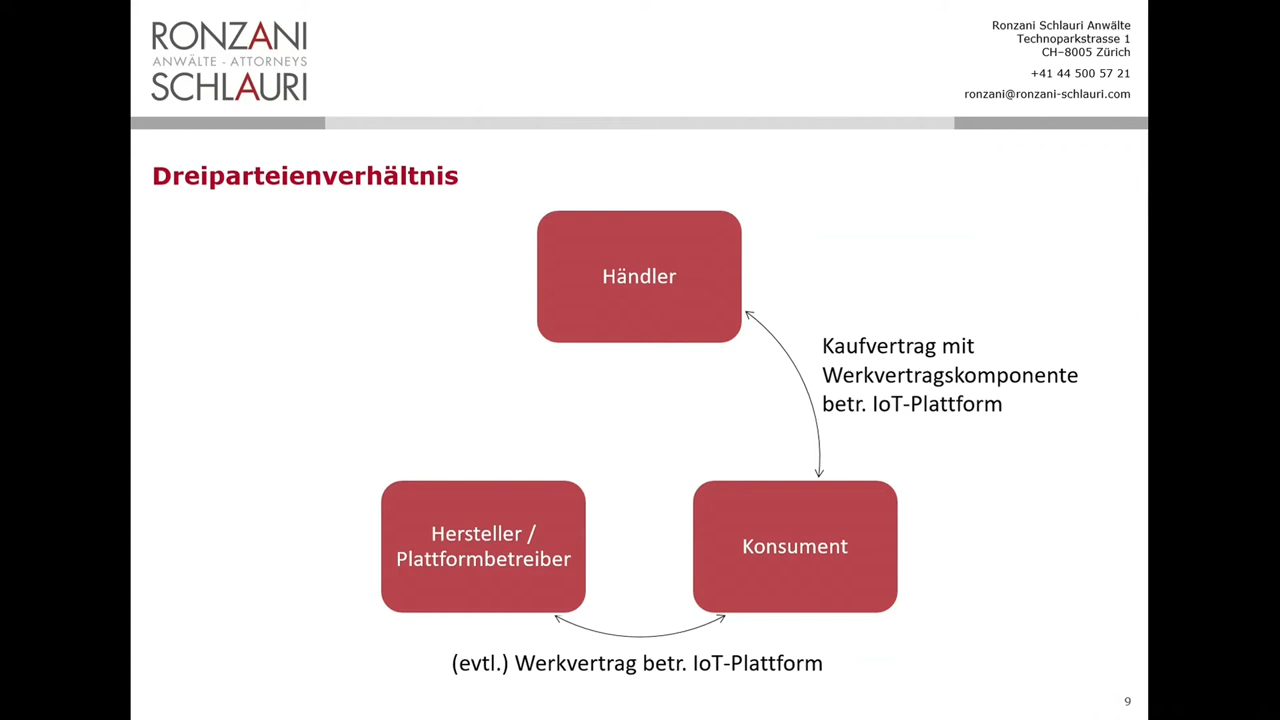 RONZANI
ANWÄLTE - ATTORNEYS
SCHLAURI
Ronzani Schlauri Anwälte
Technoparkstrasse 1
CH–8005 Zürich
+41 44 500 57 21
ronzani@ronzani-schlauri.com
Dreiparteienverhältnis
Händler
Kaufvertrag mit
Werkvertragskomponente
betr. IoT-Plattform
Hersteller /
Plattformbetreiber
Konsument
(evtl.) Werkvertrag betr. IoT-Plattform
9